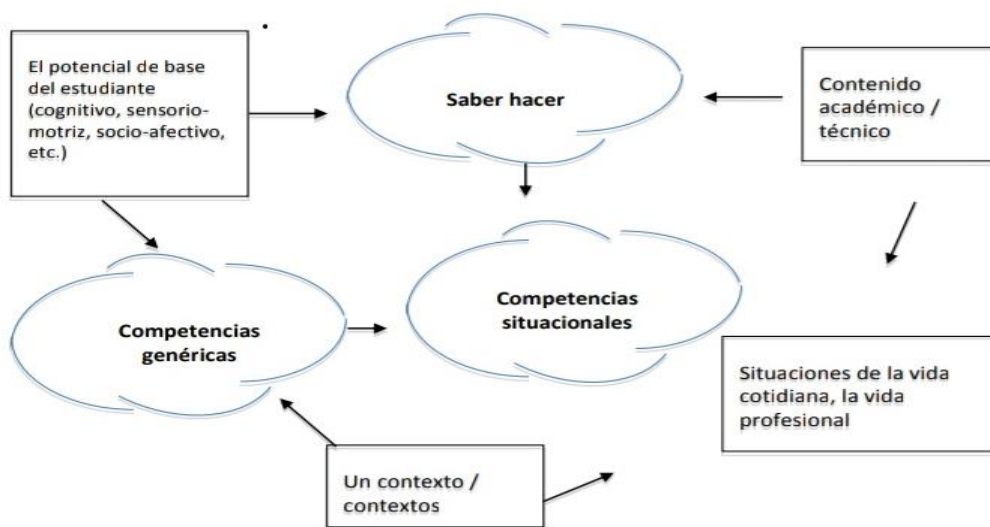 El potencial de base
del estudiante
(cognitivo, sensorio-
motriz, socio-afectivo,
etc.)
Saber hacer
Contenido
académico /
técnico
Competencias
genéricas
Competencias
situacionales
Situaciones de la vida
cotidiana, la vida
profesional
Un contexto /
contextos